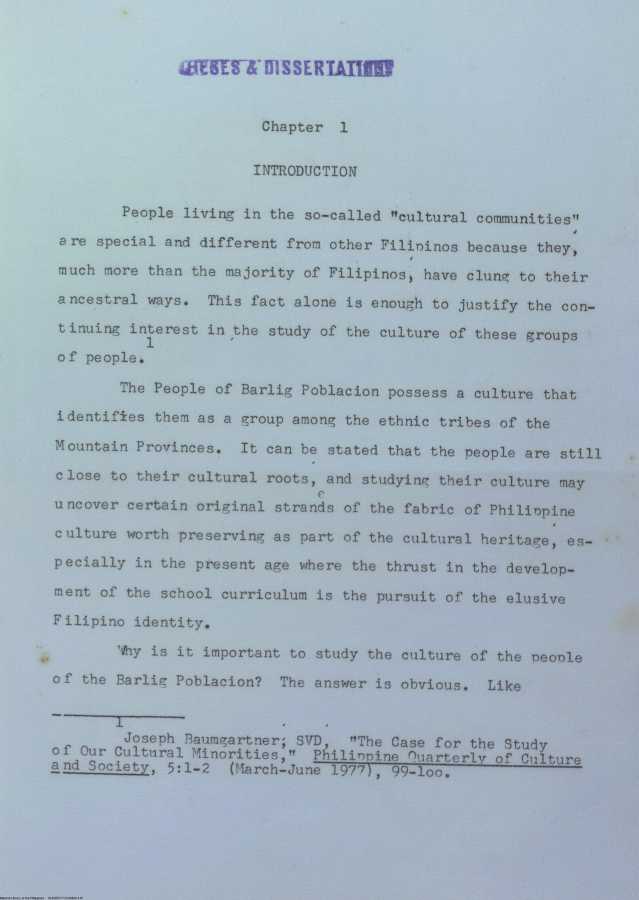 THESES & DISSERTATIONS
Chapter 1
INTRODUCTION
People living in the so-called "cultural communities"
are special and different from other Filipinos because they,
much more than the majority of Filipinos, have clung to their
ancestral ways. This fact alone is enough to justify the con-
tinuing interest in the study of the culture of these groups
of people.1
The People of Barlig Poblacion possess a culture that
identifies them as a group among the ethnic tribes of the
Mountain Provinces. It can be stated that the people are still
close to their cultural roots, and studying their culture may
uncover certain original strands of the fabric of Philippine
culture worth preserving as part of the cultural heritage, es-
pecially in the present age where the thrust in the develop-
ment of the school curriculum is the pursuit of the elusive
Filipino identity.
Why is it important to study the culture of the people
of the Barlig Poblacion? The answer is obvious. Like
1
Joseph Baumgartner; SVD, "The Case for the Study
of Our Cultural Minorities," Philippine Quarterly of Culture
and Society, 5:1-2 (March-June 1977), 99-loo.